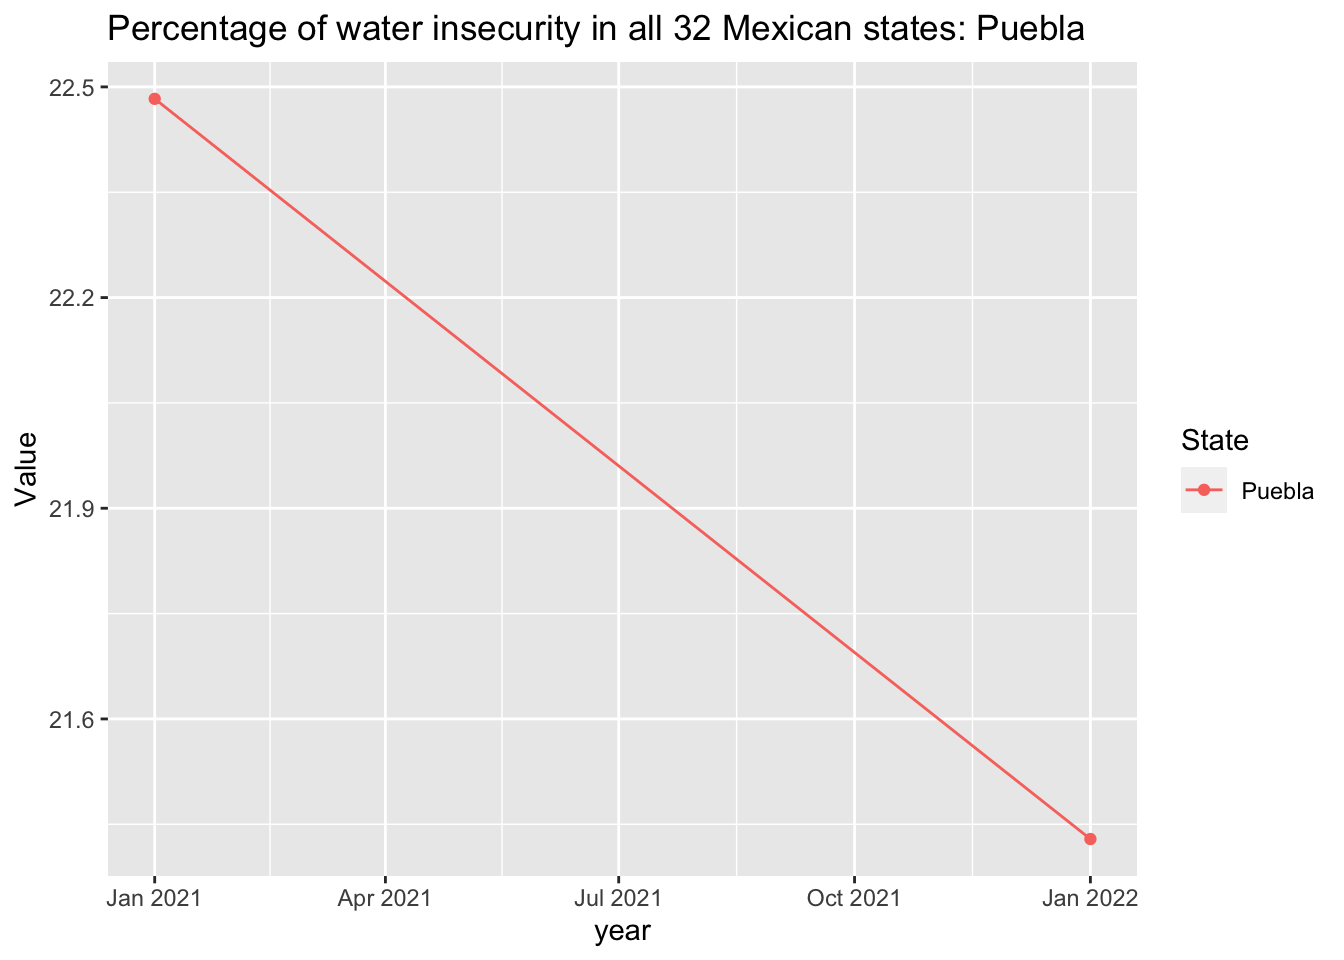 Percentage of water insecurity in all 32 Mexican states: Puebla
22.5
22.2
21.9
21.6
Value
Jan 2021
Apr 2021
Jul 2021
Oct 2021
Jan 2022
year
State
Puebla